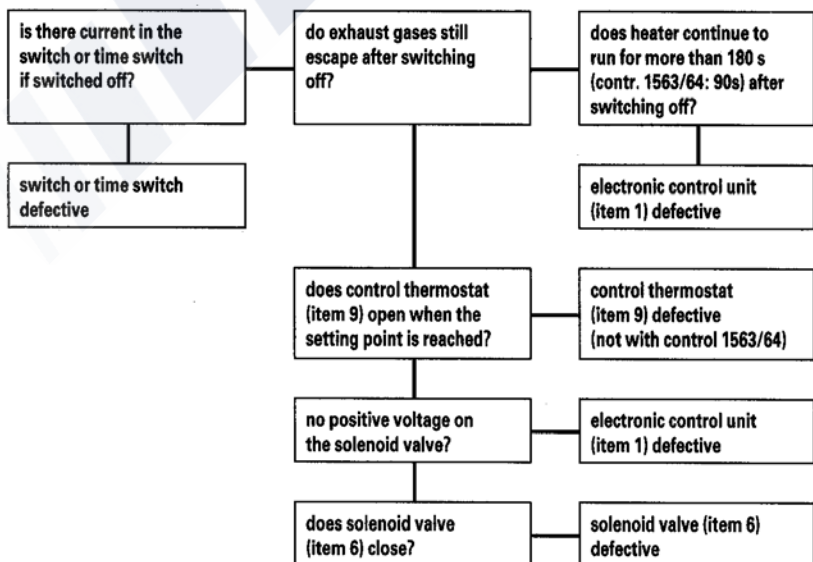 is there current in the
switch or time switch
if switched off?
do exhaust gases still
escape after switching
off?
does heater continue to
run for more than 180 s
(contr. 1563/64: 90s) after
switching off?
switch or time switch
defective
electronic control unit
(item 1) defective
does control thermostat
(item 9) open when the
setting point is reached?
control thermostat
(item 9) defective
(not with control 1563/64)
no positive voltage on
the solenoid valve?
electronic control unit
(item 1) defective
does solenoid valve
(item 6) close?
solenoid valve (item 6)
defective